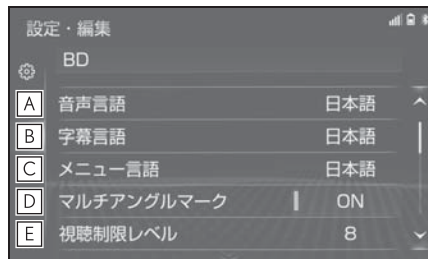 設定・編集
BD
A 音声言語 日本語
B 字幕言語 日本語
C メニュー言語 日本語
D マルチアングルマーク ON
E 視聴制限レベル 8